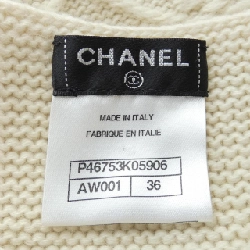 CHANEL
MADE IN ITALY
FABRIQUE EN ITALIE
P46753K05906
AW001 36